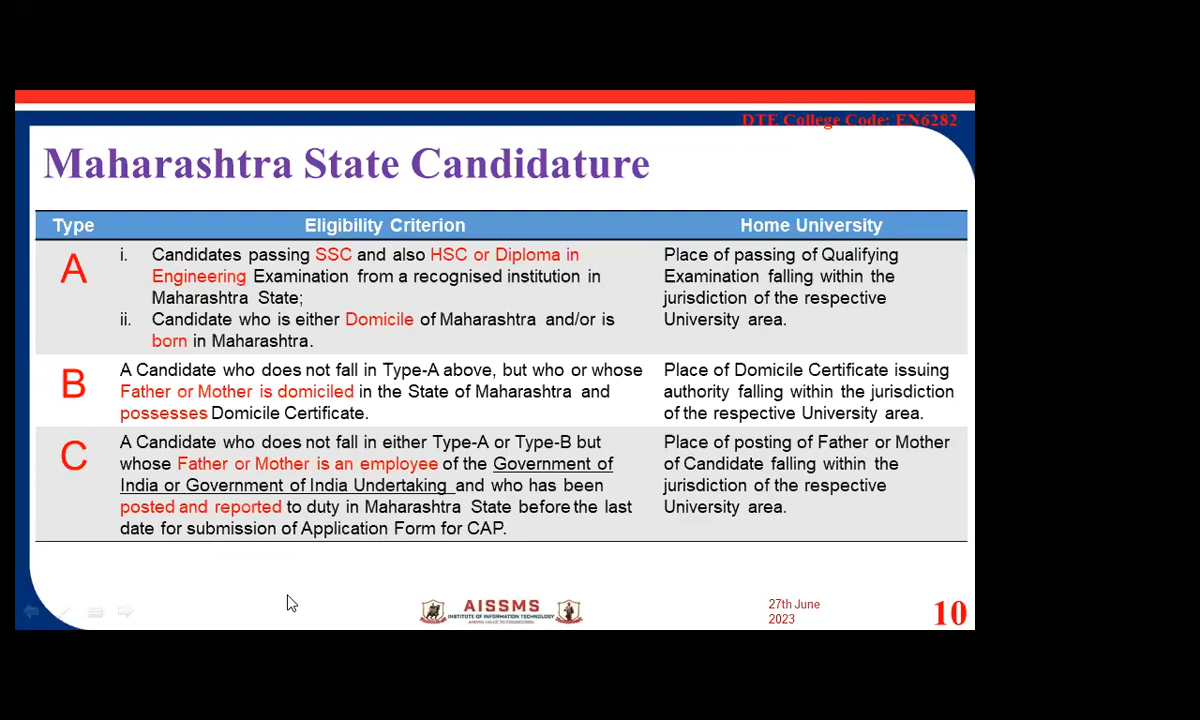 DTE College Code: EN6282
Maharashtra State Candidature
Type Eligibility Criterion Home University
A
i. Candidates passing SSC and also HSC or Diploma in
Engineering Examination from a recognised institution in
Maharashtra State;
ii. Candidate who is either Domicile of Maharashtra and/or is
born in Maharashtra.
Place of passing of Qualifying
Examination falling within the
jurisdiction of the respective
University area.
B
A Candidate who does not fall in Type-A above, but who or whose
Father or Mother is domiciled in the State of Maharashtra and
possesses Domicile Certificate.
Place of Domicile Certificate issuing
authority falling within the jurisdiction
of the respective University area.
C
A Candidate who does not fall in either Type-A or Type-B but
whose Father or Mother is an employee of the Government of
India or Government of India Undertaking and who has been
posted and reported to duty in Maharashtra State before the last
date for submission of Application Form for CAP.
Place of posting of Father or Mother
of Candidate falling within the
jurisdiction of the respective
University area.
AISSMS
INSTITUTE OF INFORMATION TECHNOLOGY
27th June
2023
10